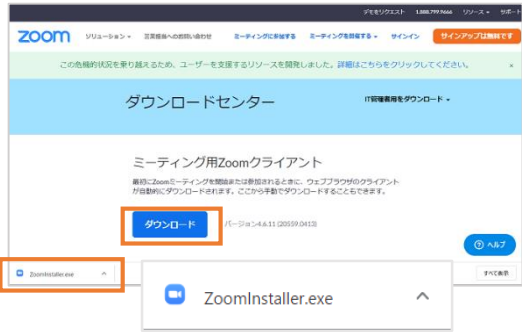 デモをリクエスト 1.888.799.9666 リソース サポート
zoom ソリューション 営業担当へのお問い合わせ ミーティングに参加する ミーティングを開催する サインイン サインアップは無料です
この危機的状況を乗り越えるため、ユーザーを支援するリソースを開発しました。詳細はこちらをクリックしてください。 ×
ダウンロードセンター IT管理者用をダウンロード
ミーティング用Zoomクライアント
最初にZoomミーティングを開始または参加されるときに、ウェブブラウザのクライアント
が自動的にダウンロードされます。ここから手動でダウンロードすることもできます。
ダウンロード バージョン4.6.11 (20559.0413)
ヘルプ
ZoomInstaller.exe すべて表示
ZoomInstaller.exe